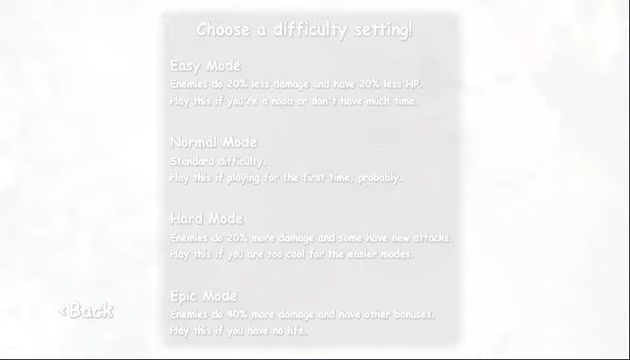 Choose a difficulty setting!
Easy Mode
Enemies do 20% less damage and have 20% less HP.
Play this if you're a noob or don't have much time.
Normal Mode
Standard difficulty.
Play this if playing for the first time, probably.
Hard Mode
Enemies do 20% more damage and some have new attacks.
Play this if you are too cool for the easier modes.
Epic Mode
Enemies do 40% more damage and have other bonuses.
Play this if you have no life.
<Back